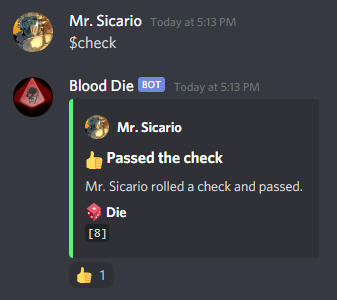 Mr. Sicario Today at 5:13 PM
$check
Blood Die BOT Today at 5:13 PM
Mr. Sicario
👍 Passed the check
Mr. Sicario rolled a check and passed.
🎲 Die
[8]
👍 1